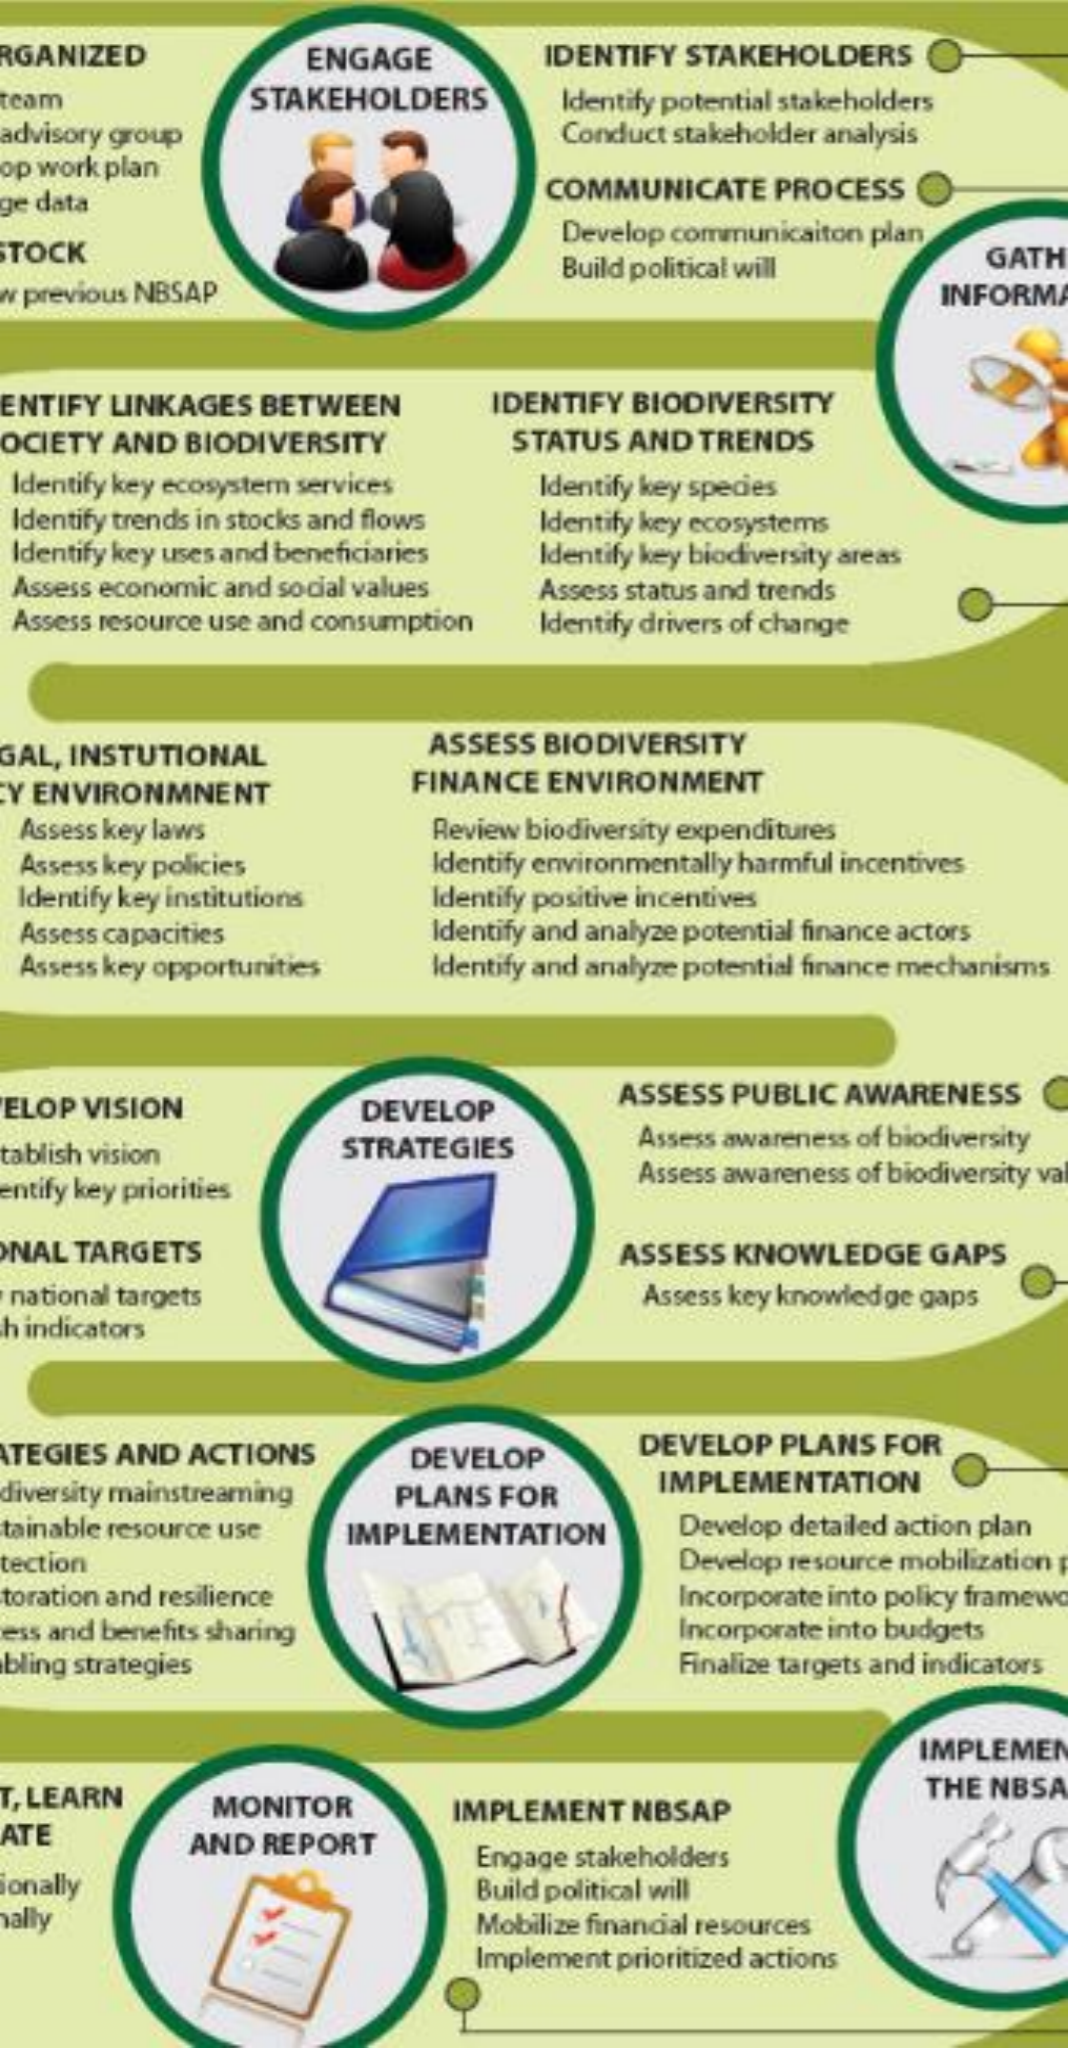 RGANIZED
team
advisory group
op work plan
ge data
STOCK
w previous NBSAP
ENGAGE
STAKEHOLDERS
IDENTIFY STAKEHOLDERS
Identify potential stakeholders
Conduct stakeholder analysis
COMMUNICATE PROCESS
Develop communicaiton plan
Build political will
GATH
INFORMA
ENTIFY LINKAGES BETWEEN
OCIETY AND BIODIVERSITY
Identify key ecosystem services
Identify trends in stocks and flows
Identify key uses and beneficiaries
Assess economic and social values
Assess resource use and consumption
IDENTIFY BIODIVERSITY
STATUS AND TRENDS
Identify key species
Identify key ecosystems
Identify key biodiversity areas
Assess status and trends
Identify drivers of change
GAL, INSTUTIONAL
CY ENVIRONMNENT
Assess key laws
Assess key policies
Identify key institutions
Assess capacities
Assess key opportunities
ASSESS BIODIVERSITY
FINANCE ENVIRONMENT
Review biodiversity expenditures
Identify environmentally harmful incentives
Identify positive incentives
Identify and analyze potential finance actors
Identify and analyze potential finance mechanisms
VELOP VISION
tablish vision
entify key priorities
ONAL TARGETS
y national targets
sh indicators
DEVELOP
STRATEGIES
ASSESS PUBLIC AWARENESS
Assess awareness of biodiversity
Assess awareness of biodiversity val
ASSESS KNOWLEDGE GAPS
Assess key knowledge gaps
ATEGIES AND ACTIONS
diversity mainstreaming
stainable resource use
tection
storation and resilience
cess and benefits sharing
abling strategies
DEVELOP
PLANS FOR
IMPLEMENTATION
DEVELOP PLANS FOR
IMPLEMENTATION
Develop detailed action plan
Develop resource mobilization p
Incorporate into policy framewo
Incorporate into budgets
Finalize targets and indicators
T, LEARN
ATE
ionally
nally
MONITOR
AND REPORT
IMPLEMENT NBSAP
Engage stakeholders
Build political will
Mobilize financial resources
Implement prioritized actions
IMPLEMEN
THE NBSA